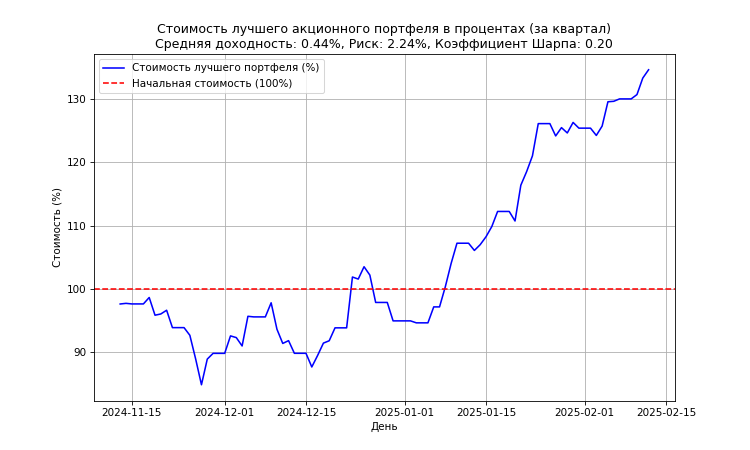 Стоимость лучшего акционного портфеля в процентах (за квартал)
Средняя доходность: 0.44%, Риск: 2.24%, Коэффициент Шарпа: 0.20
Стоимость лучшего портфеля (%)
Начальная стоимость (100%)
Стоимость (%)
130
120
110
100
90
2024-11-15
2024-12-01
2024-12-15
2025-01-01
2025-01-15
2025-02-01
2025-02-15
День